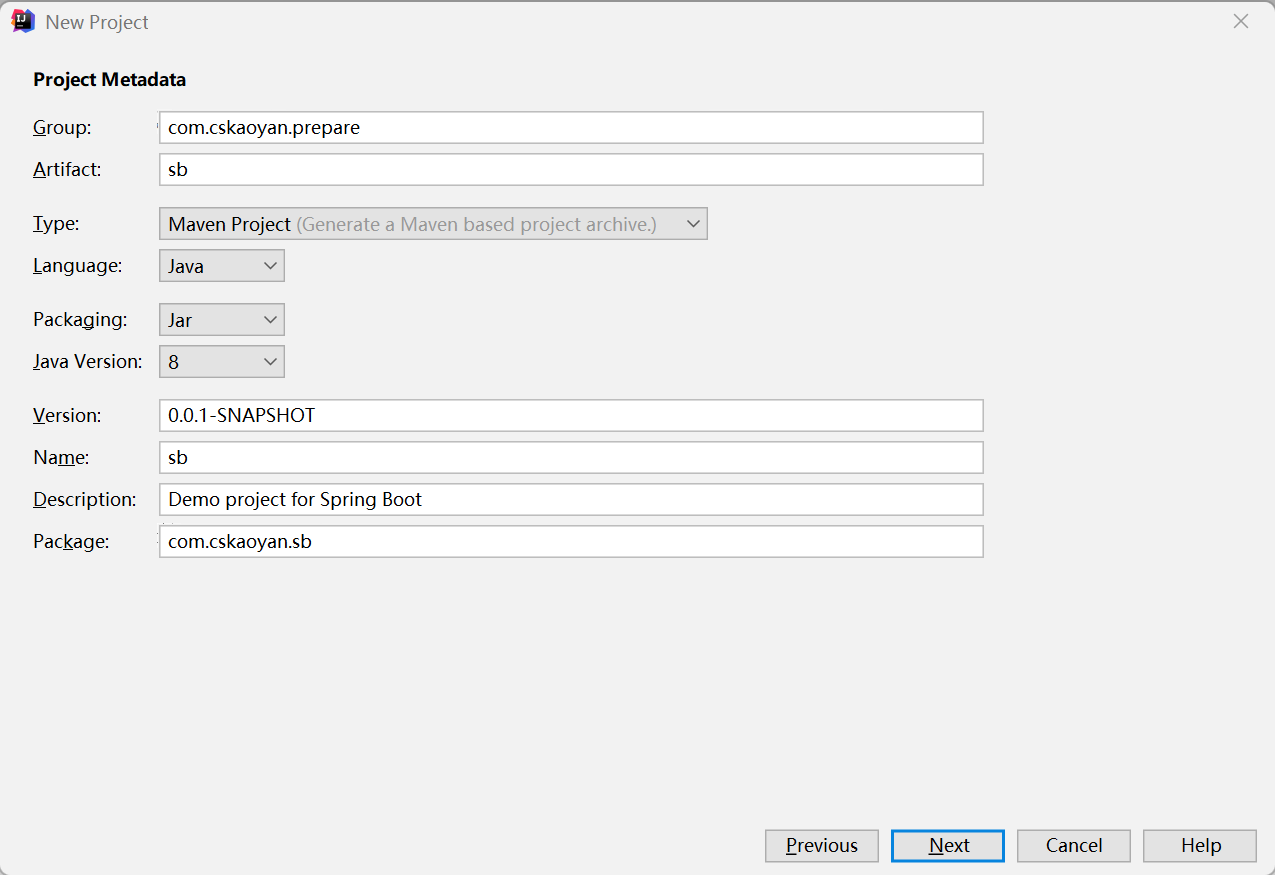 New Project
Project Metadata
Group: com.cskaoyan.prepare
Artifact: sb
Type: Maven Project (Generate a Maven based project archive.)
Language: Java
Packaging: Jar
Java Version: 8
Version: 0.0.1-SNAPSHOT
Name: sb
Description: Demo project for Spring Boot
Package: com.cskaoyan.sb
Previous Next Cancel Help